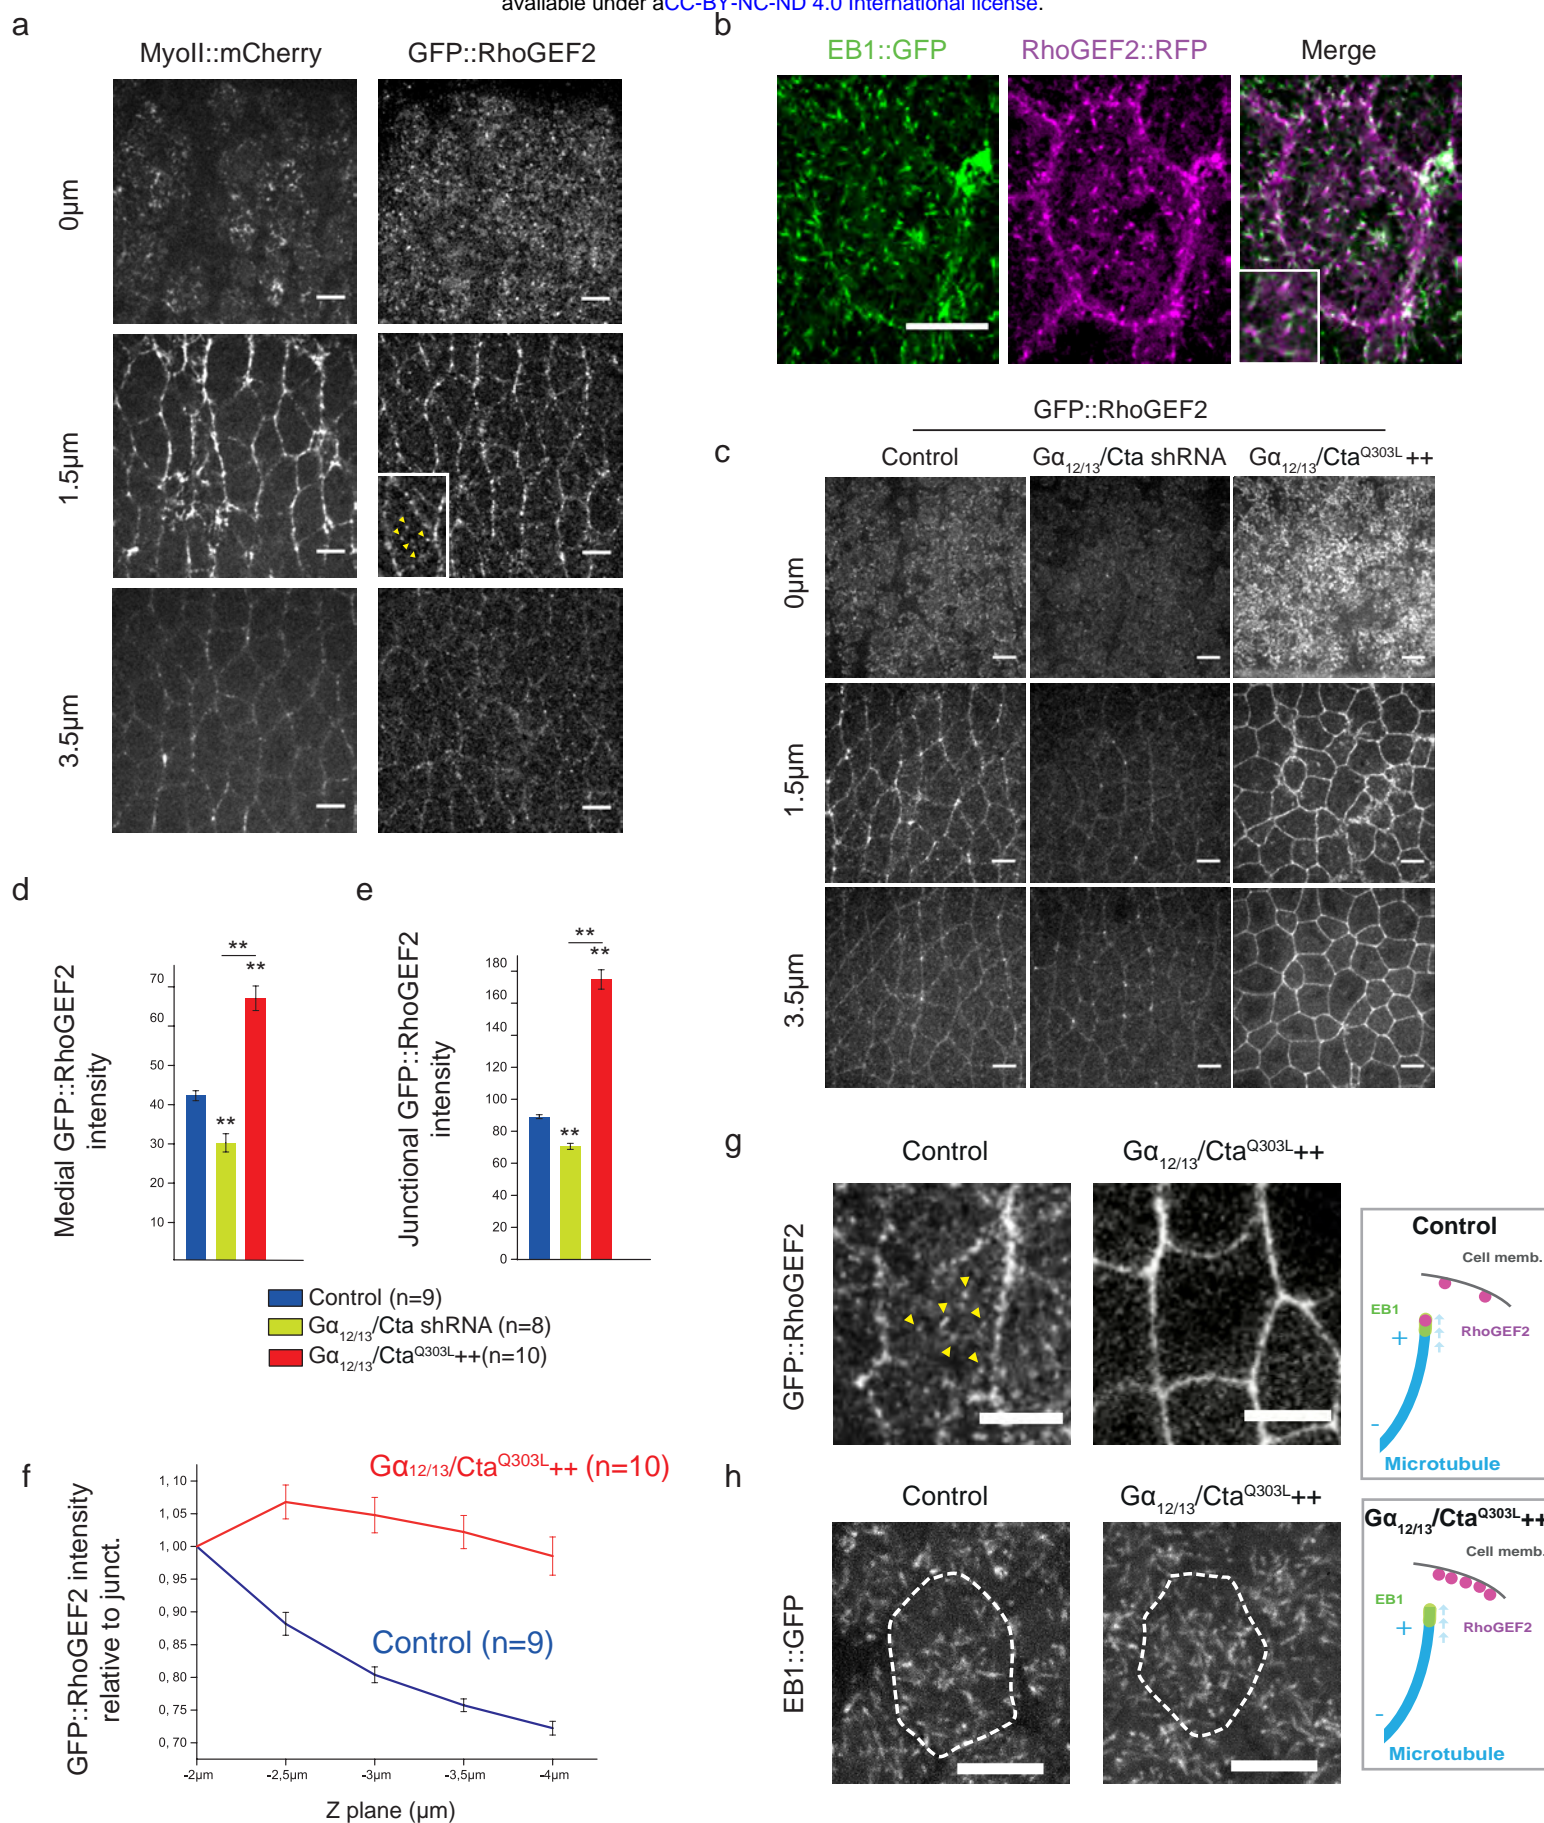 available under aCC-BY-NC-ND 4.0 International license.
a
MyoII::mCherry
GFP::RhoGEF2
0µm
1.5µm
3.5µm
b
EB1::GFP
RhoGEF2::RFP
Merge
GFP::RhoGEF2
c
Control
Gα12/13/Cta shRNA
Gα12/13/CtaQ303L++
0µm
1.5µm
3.5µm
d
Medial GFP::RhoGEF2
intensity
70
60
50
40
30
20
10
**
**
**
e
Junctional GFP::RhoGEF2
intensity
180
160
140
120
100
80
60
40
20
0
**
**
**
Control (n=9)
Gα12/13/Cta shRNA (n=8)
Gα12/13/CtaQ303L++(n=10)
f
GFP::RhoGEF2 intensity
relative to junct.
1,10
1,05
1,00
0,95
0,90
0,85
0,80
0,75
0,70
Gα12/13/CtaQ303L++ (n=10)
Control (n=9)
-2µm
-2,5µm
-3µm
-3,5µm
-4µm
Z plane (µm)
g
Control
Gα12/13/CtaQ303L++
GFP::RhoGEF2
Control
Cell memb.
EB1
+
RhoGEF2
-
Microtubule
h
Control
Gα12/13/CtaQ303L++
EB1::GFP
Gα12/13/CtaQ303L++
Cell memb.
EB1
+
RhoGEF2
-
Microtubule